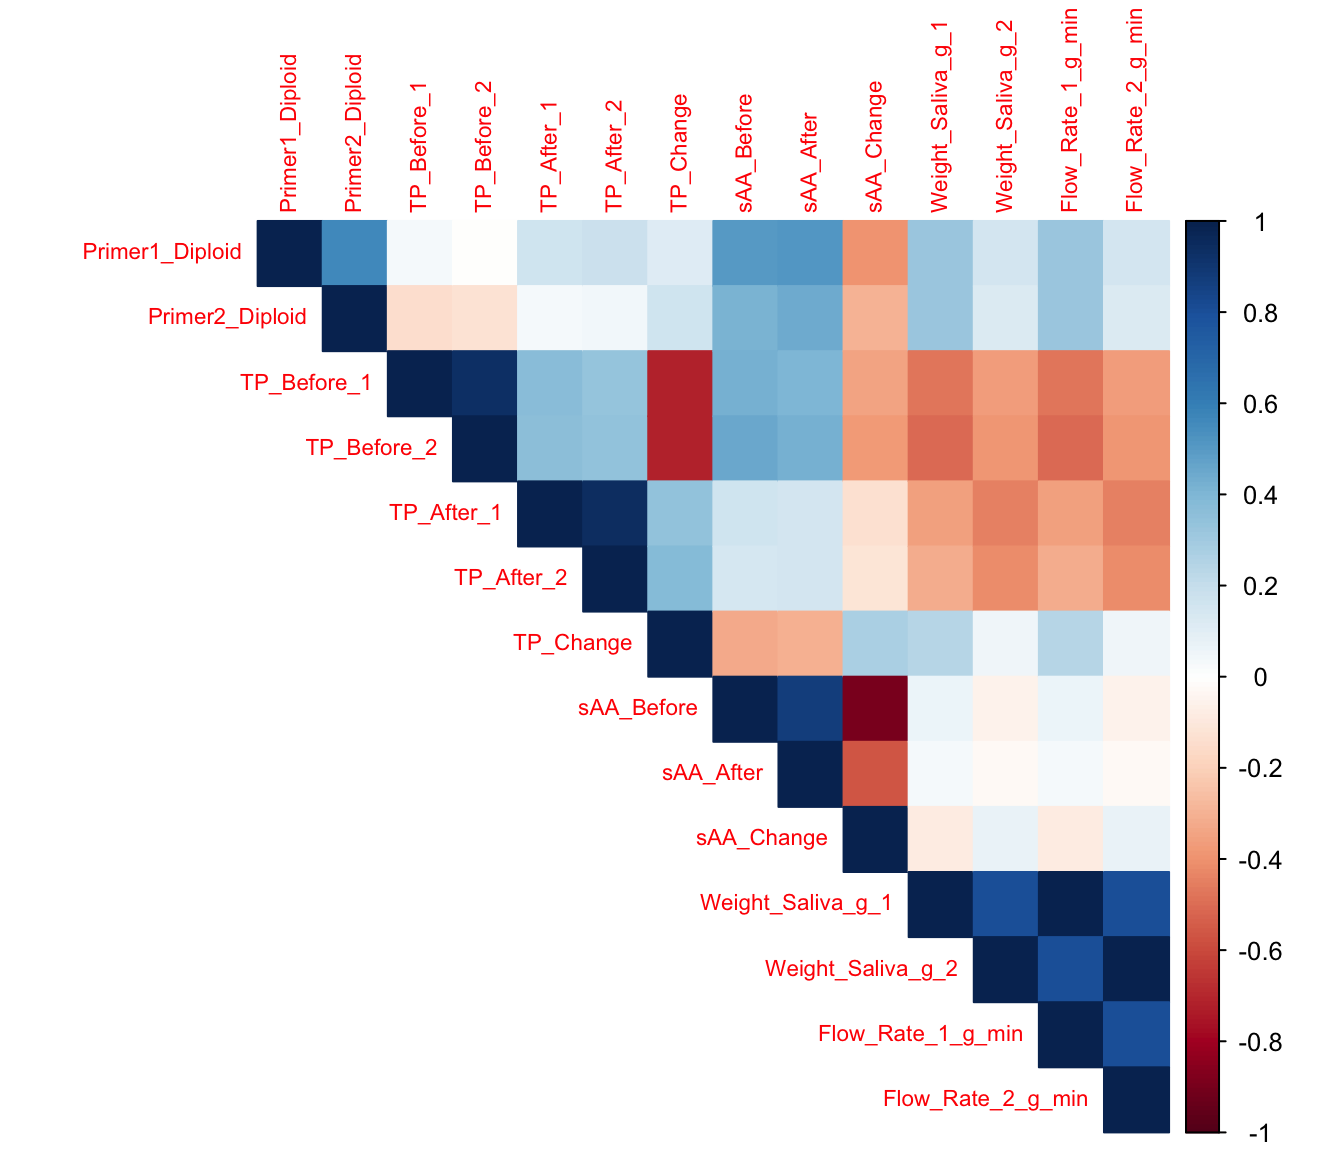 Primer1_Diploid
Primer2_Diploid
TP_Before_1
TP_Before_2
TP_After_1
TP_After_2
TP_Change
sAA_Before
sAA_After
sAA_Change
Weight_Saliva_g_1
Weight_Saliva_g_2
Flow_Rate_1_g_min
Flow_Rate_2_g_min
Primer1_Diploid
Primer2_Diploid
TP_Before_1
TP_Before_2
TP_After_1
TP_After_2
TP_Change
sAA_Before
sAA_After
sAA_Change
Weight_Saliva_g_1
Weight_Saliva_g_2
Flow_Rate_1_g_min
Flow_Rate_2_g_min
1
0.8
0.6
0.4
0.2
0
-0.2
-0.4
-0.6
-0.8
-1